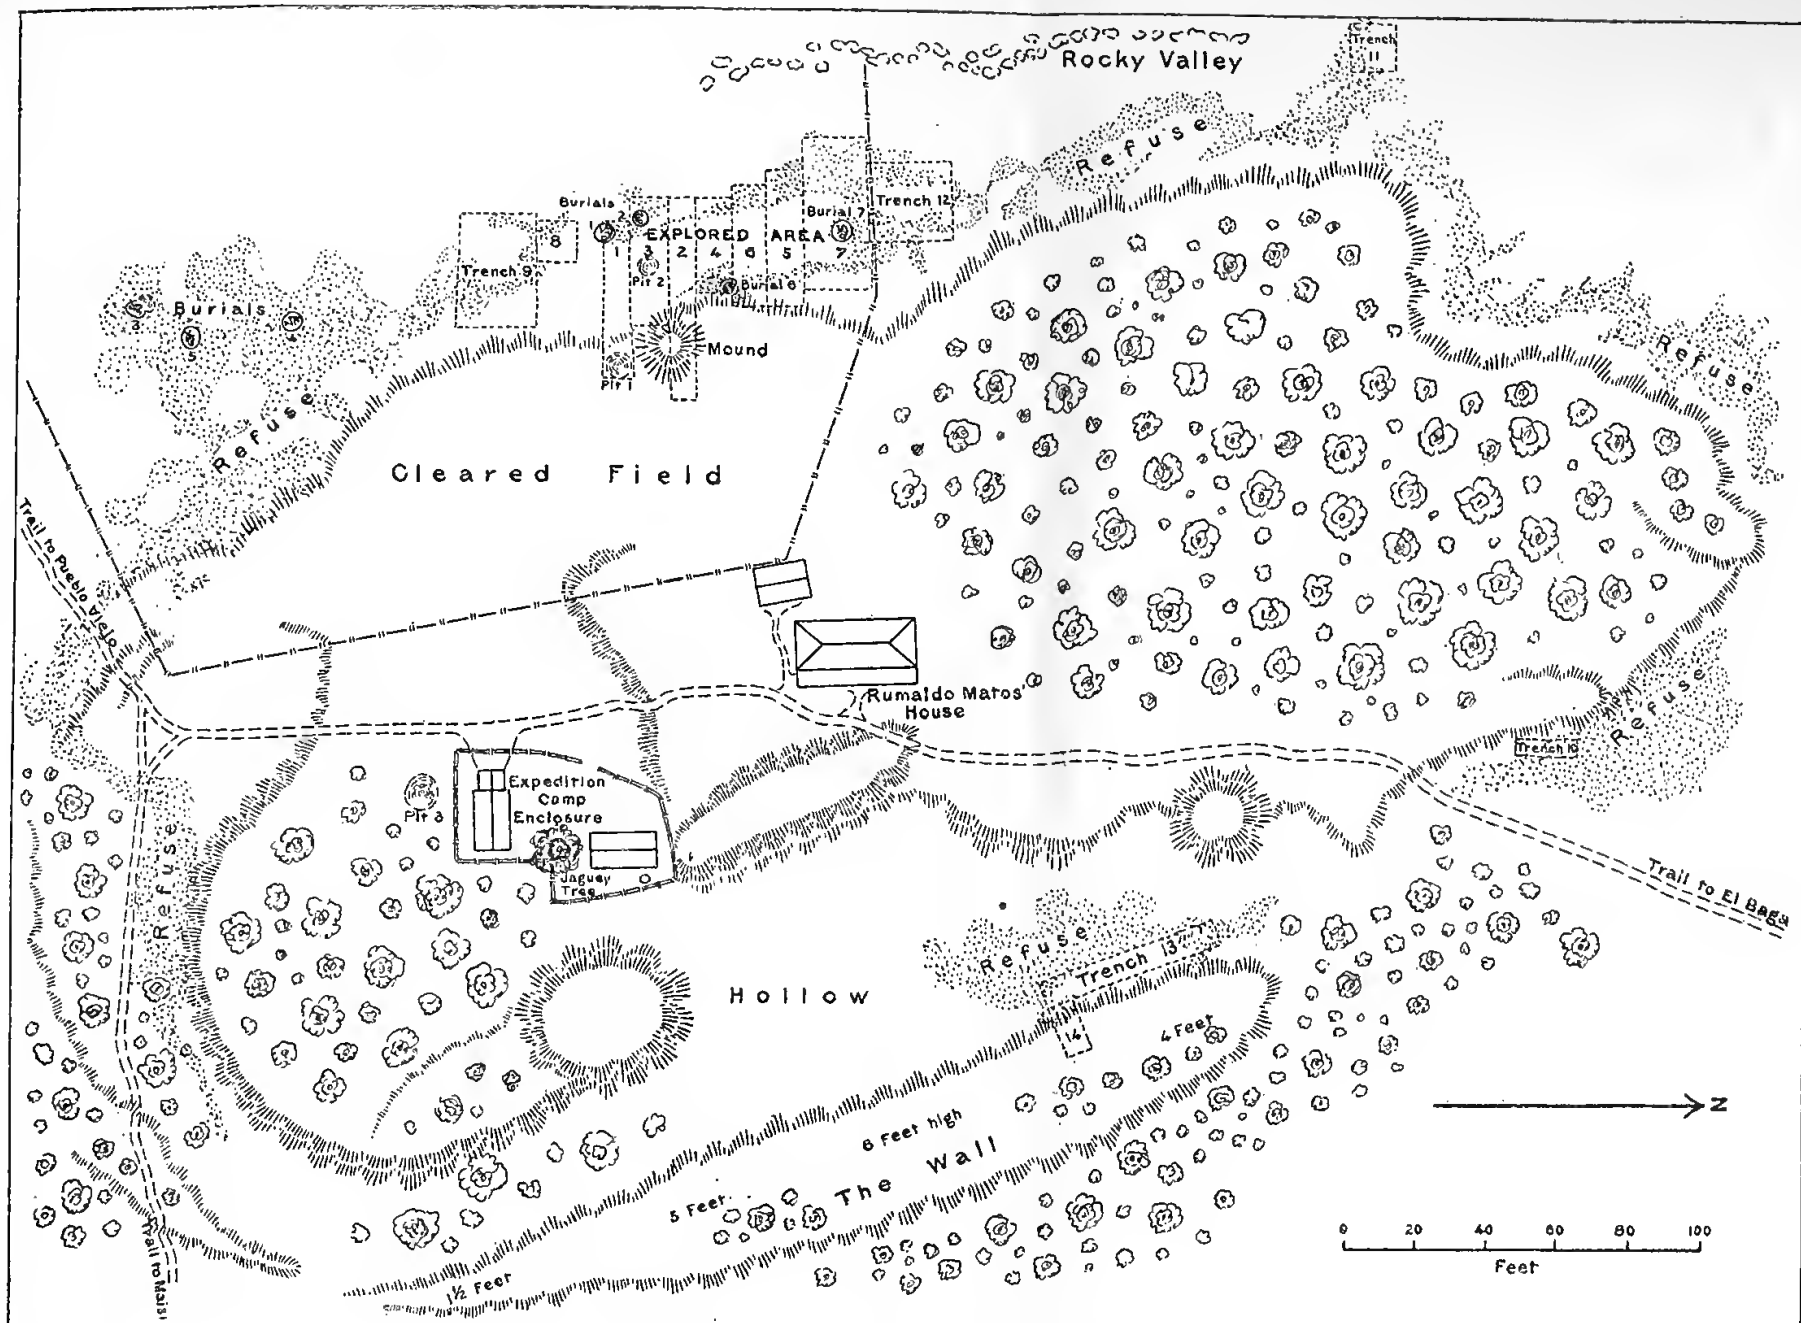 Rocky Valley
Trench
11
Refuse
Burials
1
2
EXPLORED AREA
1
3
2
4
6
5
7
Burial 7
Trench 12
8
Trench 9
Pit 2
Burial 6
Burials
3
5
4
Mound
Pit 1
Refuse
Refuse
Cleared Field
Trail to Pueblo Viejo
Rumaldo Matos'
House
Refuse
Trench 10
Expedition
Camp
Enclosure
Pit 3
Jaguey
Tree
Refuse
Trail to El Baga
Refuse
Trench 13
14
Hollow
4 Feet
6 Feet high
The Wall
5 Feet
1½ Feet
Trail to Maisi
N
0 20 40 60 80 100
Feet